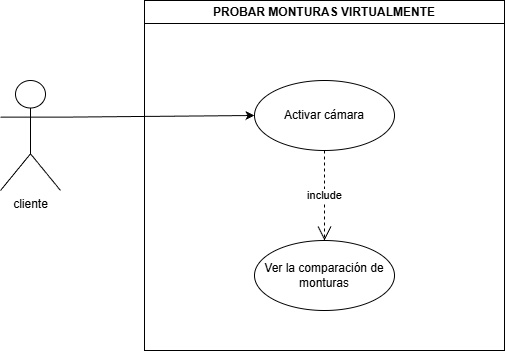 PROBAR MONTURAS VIRTUALMENTE
Activar cámara
include
cliente
Ver la comparación de
monturas